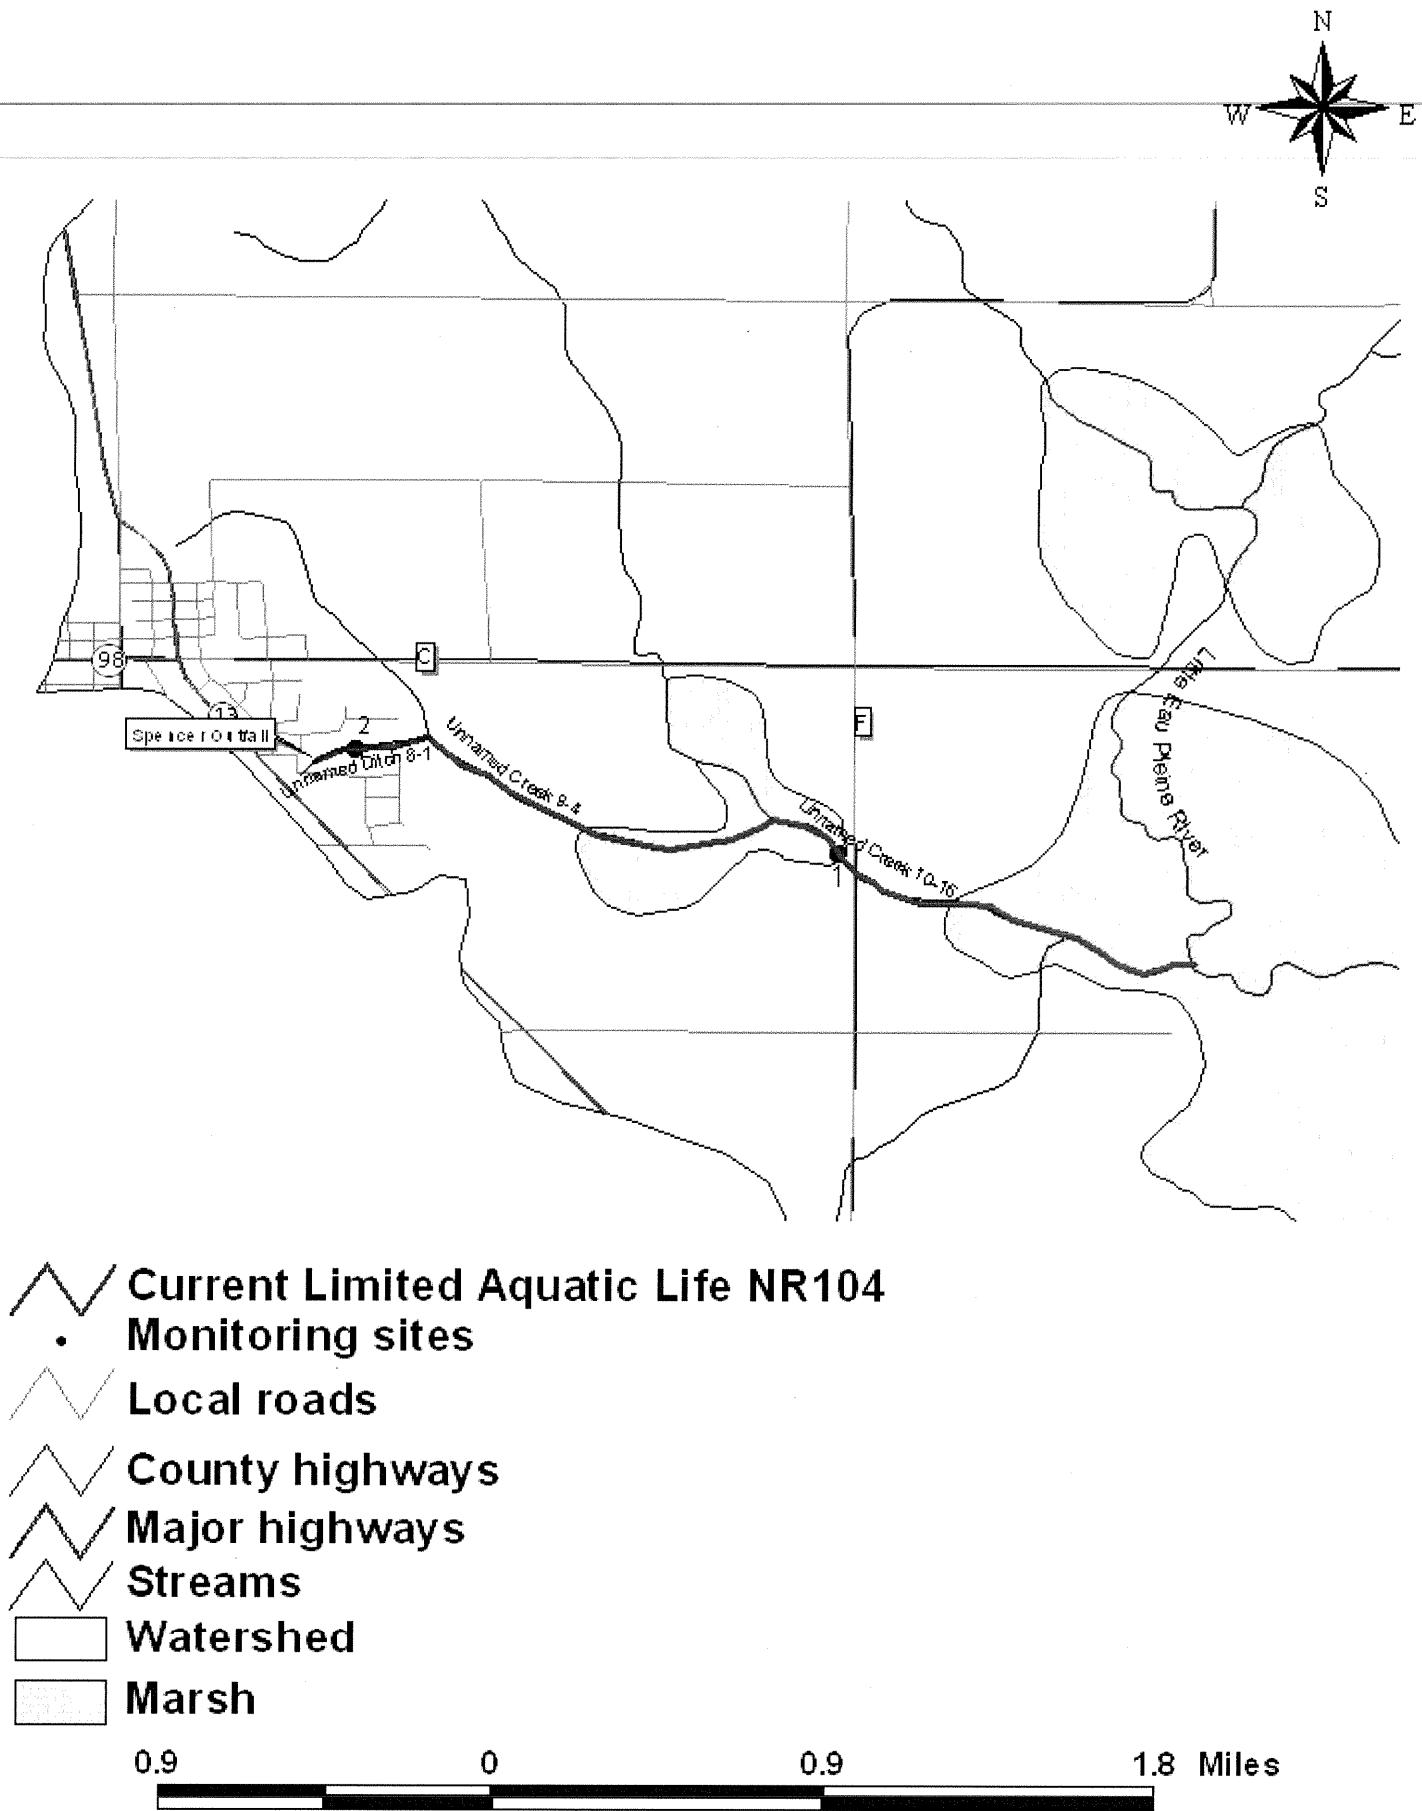 N
W E
S
C
98
13
F
Spencer Outfall
2
Unnamed Ditch 8-1
Unnamed Creek 9-4
Unnamed Creek 10-16
1
Little Eau Pleine River
Current Limited Aquatic Life NR104
Monitoring sites
Local roads
County highways
Major highways
Streams
Watershed
Marsh
0.9 0 0.9 1.8 Miles